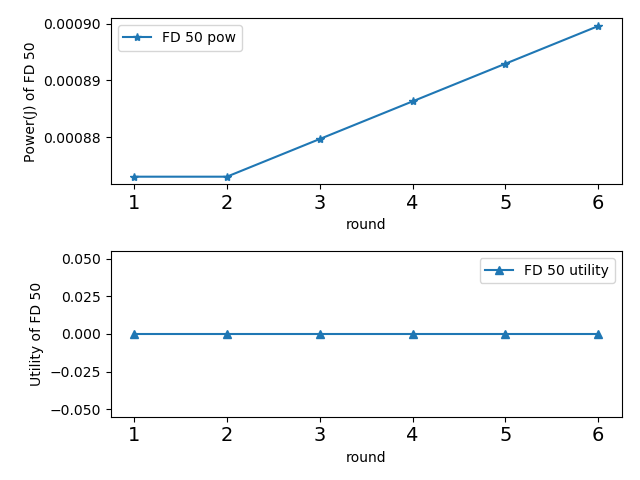 0.00090
0.00089
0.00088
Power(J) of FD 50
FD 50 pow
1 2 3 4 5 6
round
0.050
0.025
0.000
−0.025
−0.050
Utility of FD 50
FD 50 utility
1 2 3 4 5 6
round